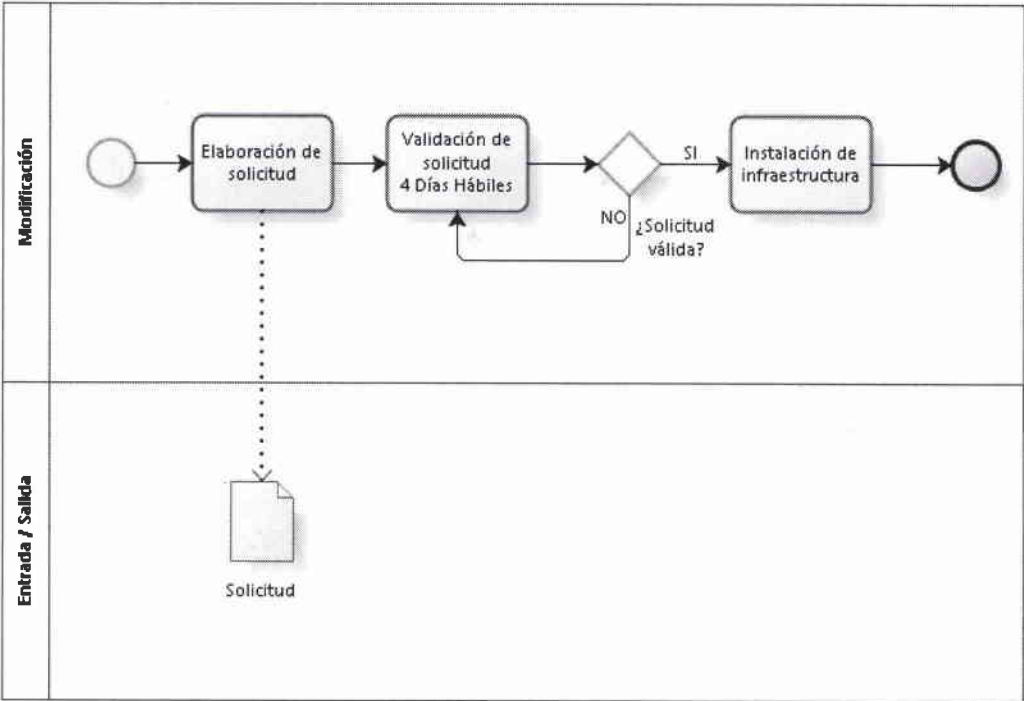 Modificación
Elaboración de
solicitud
Validación de
solicitud
4 Días Hábiles
SI
NO
¿Solicitud
válida?
Instalación de
infraestructura
Entrada / Salida
Solicitud